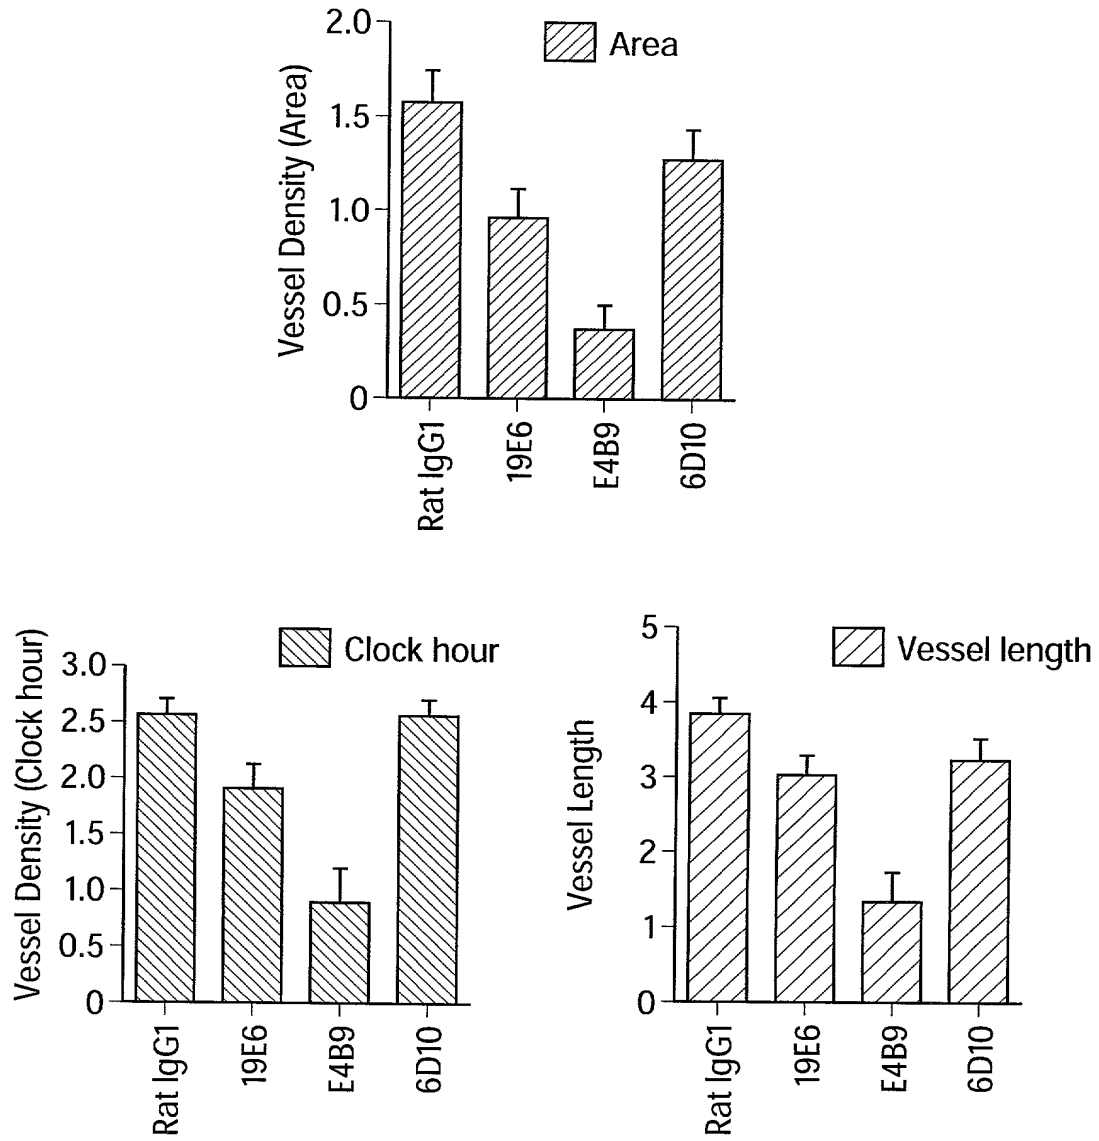 Area
Vessel Density (Area)
2.0
1.5
1.0
0.5
0
Rat IgG1
19E6
E4B9
6D10
Clock hour
Vessel Density (Clock hour)
3.0
2.5
2.0
1.5
1.0
0.5
0
Rat IgG1
19E6
E4B9
6D10
Vessel length
Vessel Length
5
4
3
2
1
0
Rat IgG1
19E6
E4B9
6D10